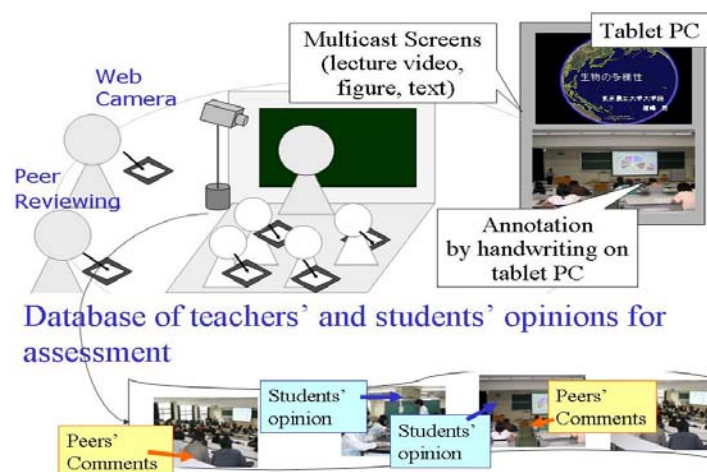 Tablet PC
Multicast Screens
(lecture video,
figure, text)
生物の多様性
Web
Camera
Peer
Reviewing
Annotation
by handwriting on
tablet PC
Database of teachers' and students' opinions for
assessment
Students'
opinion
Peers'
Comments
Students'
opinion
Peers'
Comments